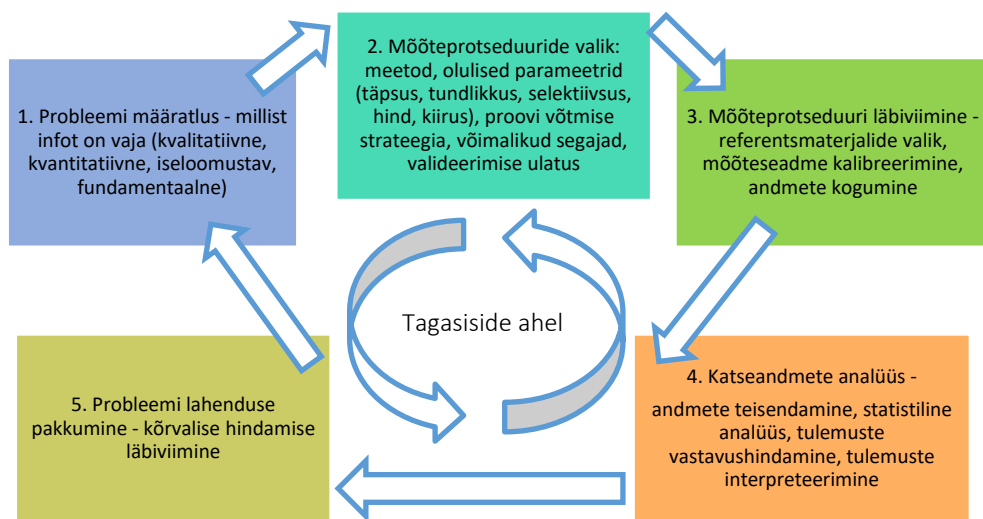 1. Probleemi määratlus - millist
infot on vaja (kvalitatiivne,
kvantitatiivne, iseloomustav,
fundamentaalne)
2. Mõõteprotseduuride valik:
meetod, olulised parameetrid
(täpsus, tundlikkus, selektiivsus,
hind, kiirus), proovi võtmise
strateegia, võimalikud segajad,
valideerimise ulatus
3. Mõõteprotseduuri läbiviimine -
referentsmaterjalide valik,
mõõteseadme kalibreerimine,
andmete kogumine
Tagasiside ahel
4. Katseandmete analüüs -
andmete teisendamine, statistiline
analüüs, tulemuste
vastavushindamine, tulemuste
interpreteerimine
5. Probleemi lahenduse
pakkumine - kõrvalise hindamise
läbiviimine